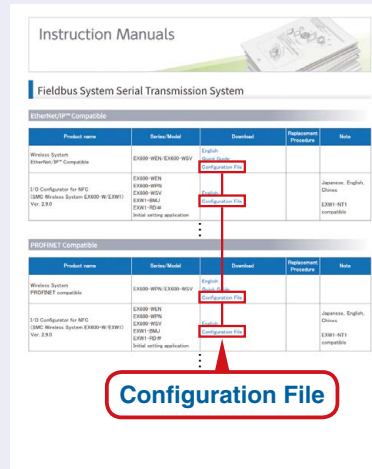 Instruction Manuals
Fieldbus System Serial Transmission System
EtherNet/IP™ Compatible
Product name Series/Model Download Replacement Procedure Note
Wireless System
EtherNet/IP™ Compatible
EX600-WEN/EX600-WSV
English
Quick Guide
Configuration File
I/O Configurator for NFC
(SMC Wireless System EX600-W/EXW1)
Ver. 2.9.0
EX600-WEN
EX600-WPN
EX600-WSV
EXW1-BMJ
EXW1-RD※
Initial setting application
English
Configuration File
Japanese, English,
Chines
EXW1-NT1
compatible
PROFINET Compatible
Product name Series/Model Download Replacement Procedure Note
Wireless System
PROFINET compatible
EX600-WPN/EX600-WSV
English
Quick Guide
Configuration File
I/O Configurator for NFC
(SMC Wireless System EX600-W/EXW1)
Ver. 2.9.0
EX600-WEN
EX600-WPN
EX600-WSV
EXW1-BMJ
EXW1-RD※
Initial setting application
English
Configuration File
Japanese, English,
Chines
EXW1-NT1
compatible
Configuration File